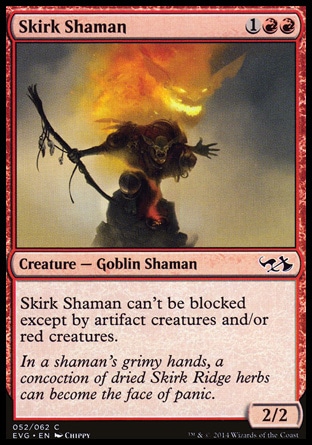 Skirk Shaman 1
Creature — Goblin Shaman
Skirk Shaman can't be blocked
except by artifact creatures and/or
red creatures.
In a shaman's grimy hands, a
concoction of dried Skirk Ridge herbs
can become the face of panic.
2/2
052/062 C
EVG • EN Chippy
™ & © 2014 Wizards of the Coast